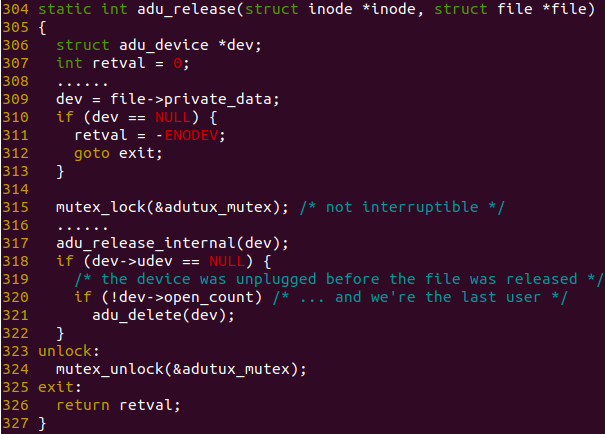 304 static int adu_release(struct inode *inode, struct file *file)
305 {
306   struct adu_device *dev;
307   int retval = 0;
308   ......
309   dev = file->private_data;
310   if (dev == NULL) {
311     retval = -ENODEV;
312     goto exit;
313   }
314
315   mutex_lock(&adutux_mutex); /* not interruptible */
316   ......
317   adu_release_internal(dev);
318   if (dev->udev == NULL) {
319     /* the device was unplugged before the file was released */
320     if (!dev->open_count) /* ... and we're the last user */
321       adu_delete(dev);
322   }
323 unlock:
324   mutex_unlock(&adutux_mutex);
325 exit:
326   return retval;
327 }